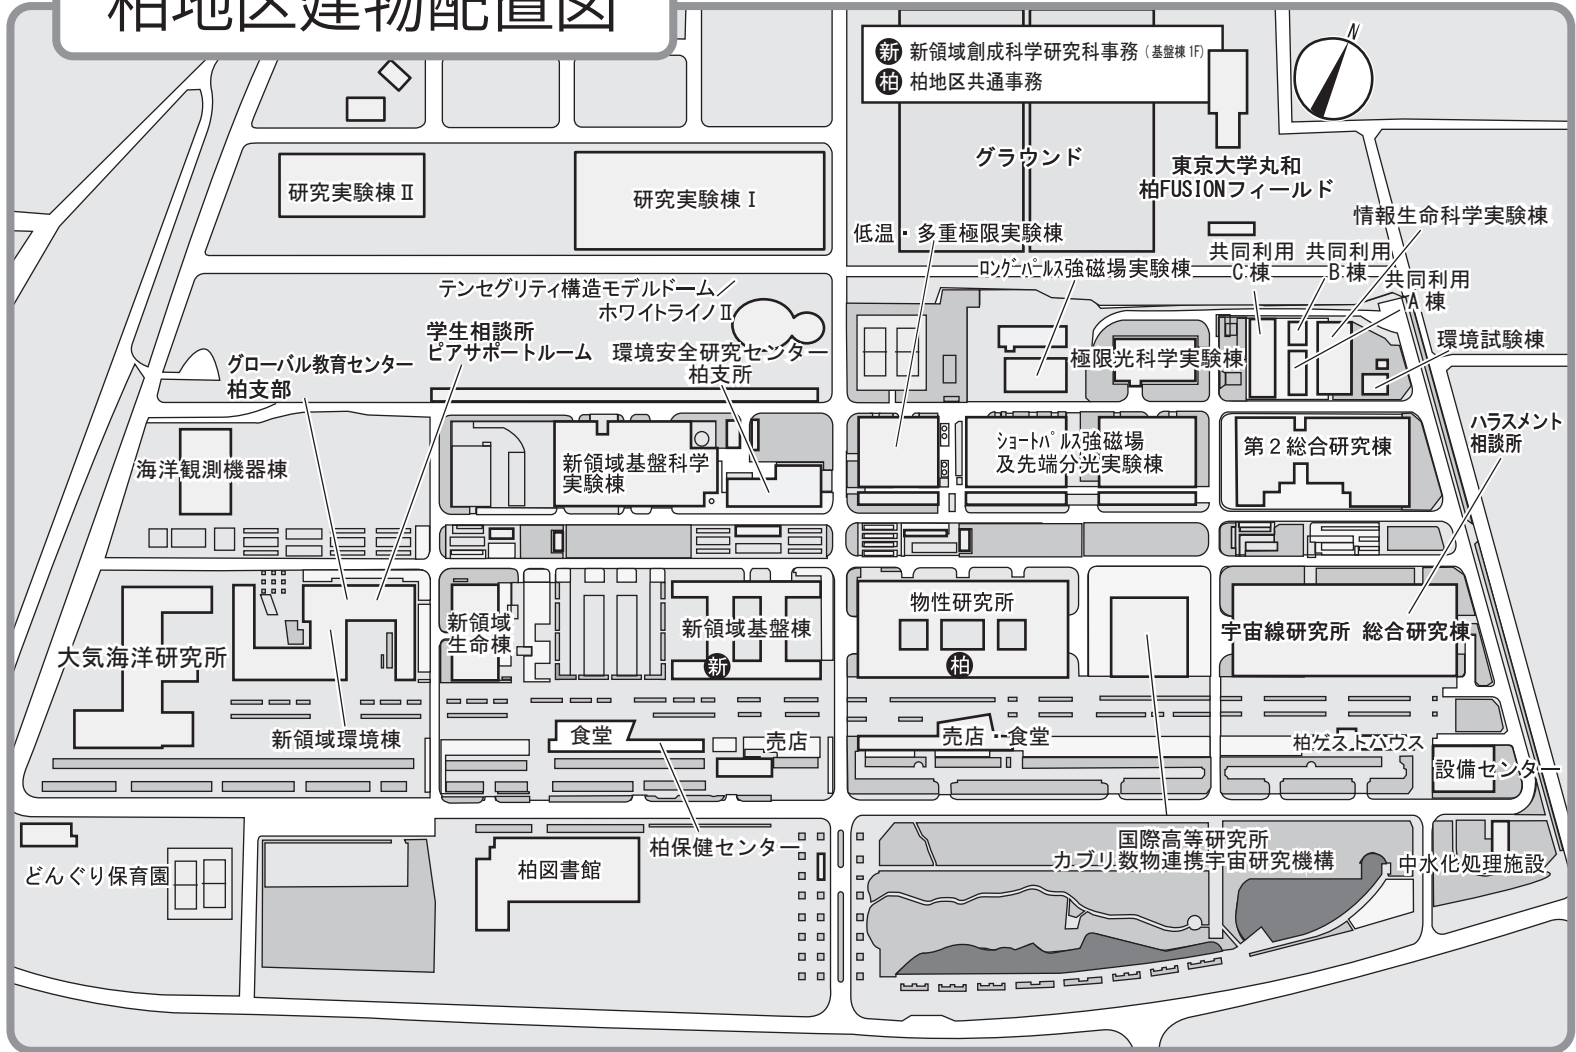 柏地区建物配置図
新 新領域創成科学研究科事務（基盤棟1F）
柏 柏地区共通事務
N
グラウンド
東京大学丸和
柏FUSIONフィールド
研究実験棟Ⅱ
研究実験棟Ⅰ
情報生命科学実験棟
低温・多重極限実験棟
ロングパルス強磁場実験棟
共同利用
C棟
共同利用
B棟
共同利用
A棟
テンセグリティ構造モデルドーム／
ホワイトライノⅡ
学生相談所
ピアサポートルーム
環境安全研究センター
柏支所
グローバル教育センター
柏支部
極限光科学実験棟
環境試験棟
海洋観測機器棟
新領域基盤科学
実験棟
ショートパルス強磁場
及先端分光実験棟
第２総合研究棟
ハラスメント
相談所
大気海洋研究所
新領域
生命棟
新領域基盤棟
新
物性研究所
柏
宇宙線研究所 総合研究棟
新領域環境棟
食堂
売店
売店・食堂
柏ゲストハウス
設備センター
どんぐり保育園
柏図書館
柏保健センター
国際高等研究所
カブリ数物連携宇宙研究機構
中水化処理施設